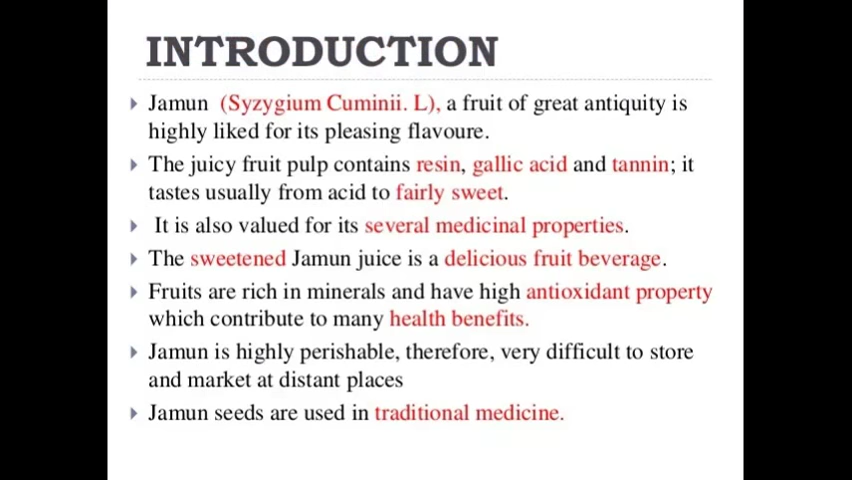 INTRODUCTION
Jamun (Syzygium Cuminii. L), a fruit of great antiquity is
highly liked for its pleasing flavoure.
The juicy fruit pulp contains resin, gallic acid and tannin; it
tastes usually from acid to fairly sweet.
It is also valued for its several medicinal properties.
The sweetened Jamun juice is a delicious fruit beverage.
Fruits are rich in minerals and have high antioxidant property
which contribute to many health benefits.
Jamun is highly perishable, therefore, very difficult to store
and market at distant places
Jamun seeds are used in traditional medicine.